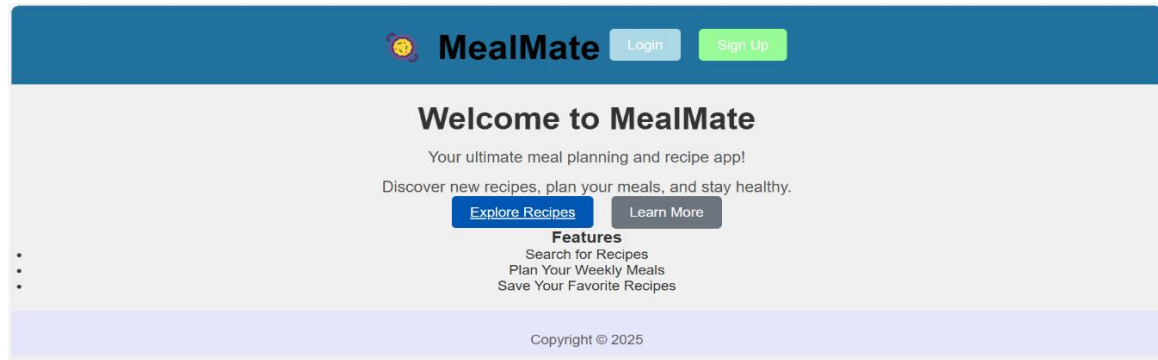 MealMate Login Sign Up
Welcome to MealMate
Your ultimate meal planning and recipe app!
Discover new recipes, plan your meals, and stay healthy.
Explore Recipes Learn More
Features
• Search for Recipes
• Plan Your Weekly Meals
• Save Your Favorite Recipes
Copyright © 2025